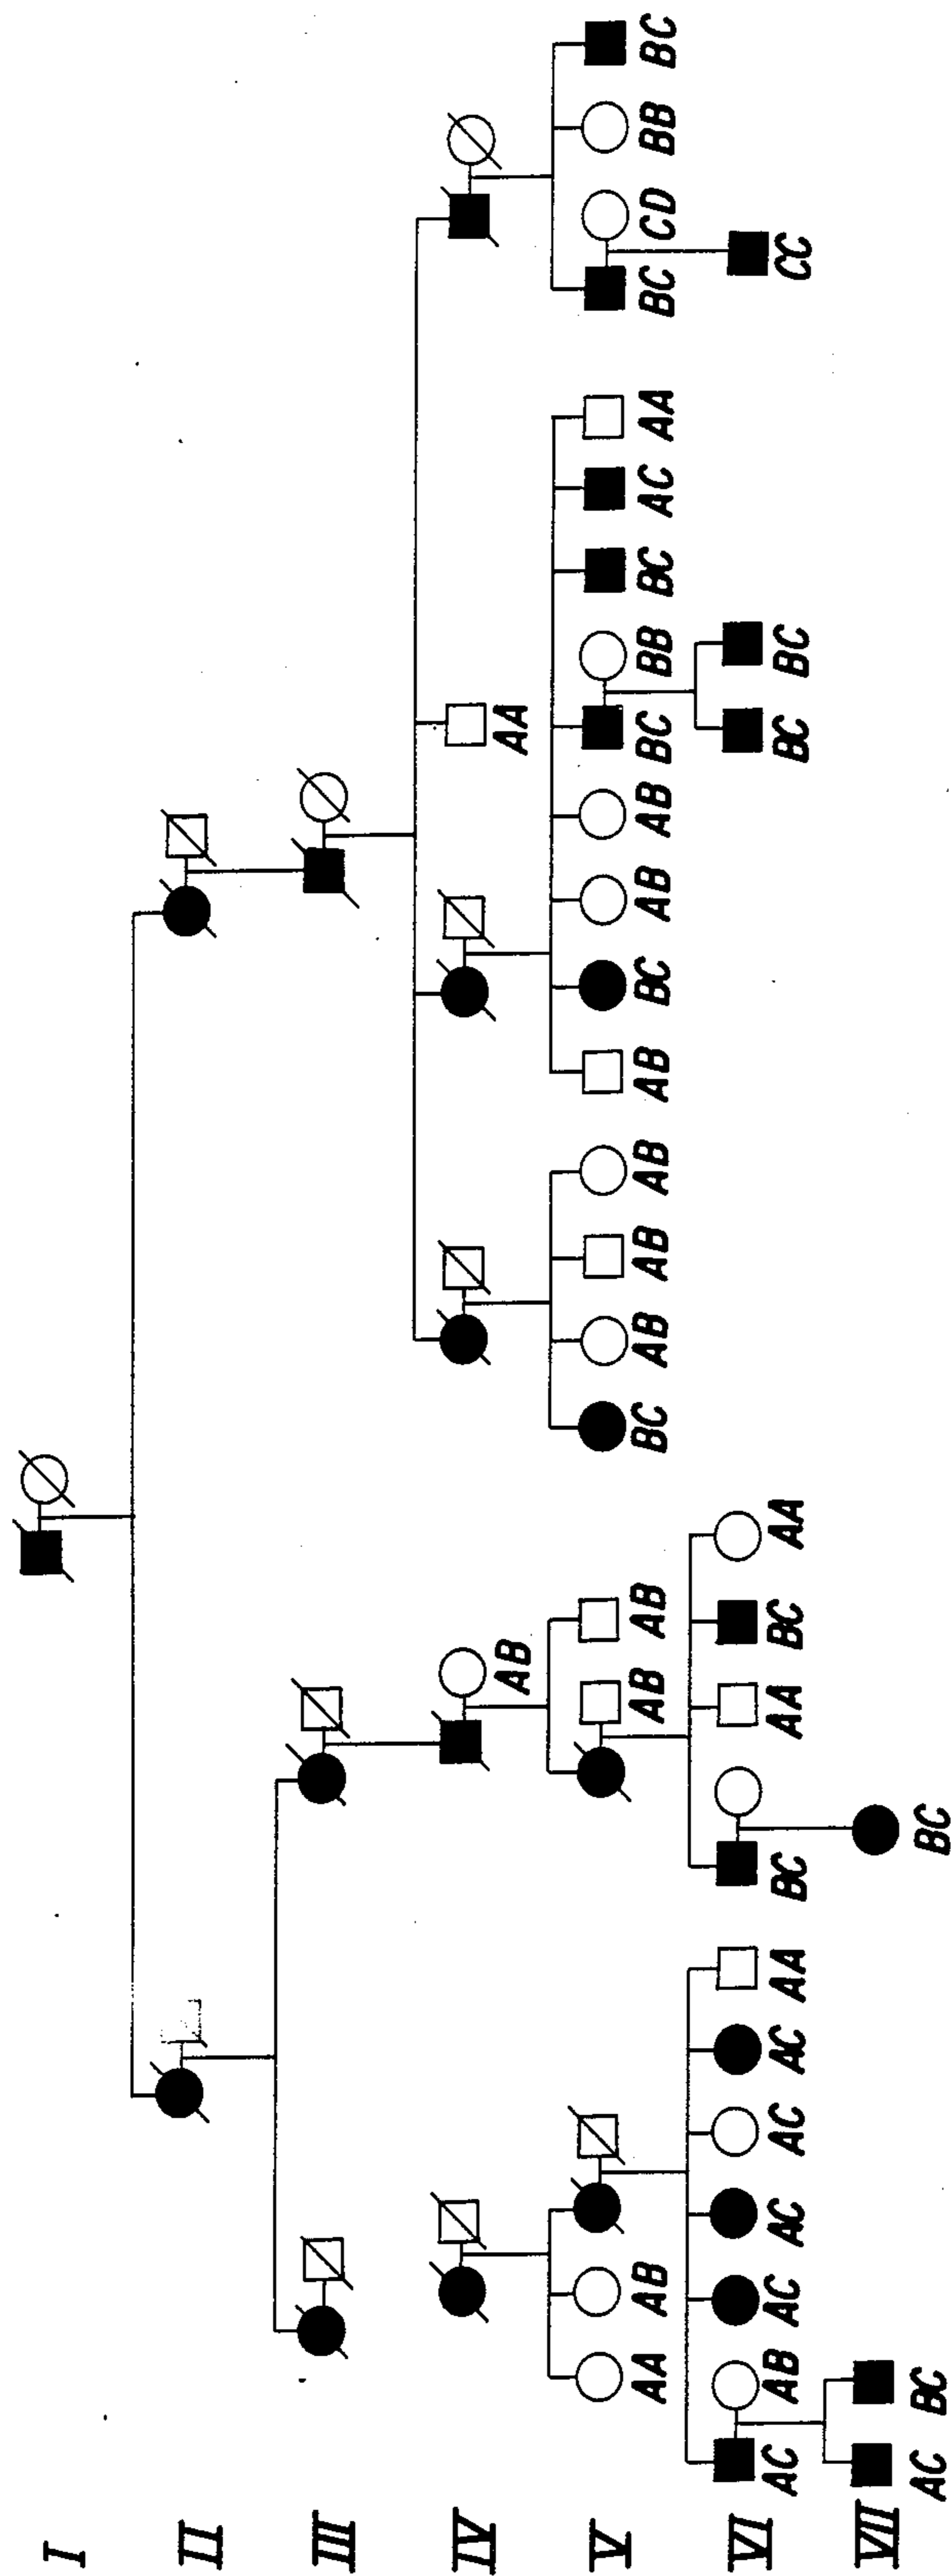 I
II
III
IV AB AA
V AA AB AB AB BC AB AB AB AB BC AB AB BC BB BC AC AA BC CD BB BC
VI AC AB AC AC AC AC AA BC AA BC AA BC BC CC
VII AC BC BC